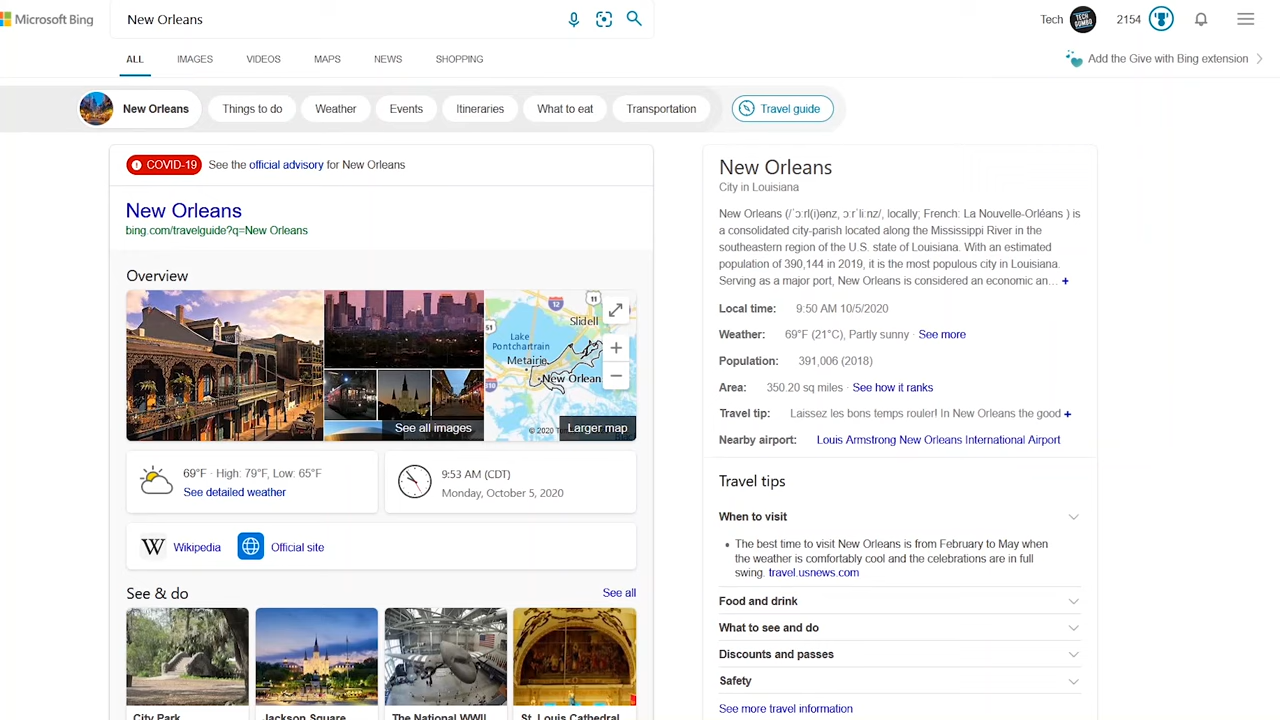 Microsoft Bing
New Orleans
Tech
TECH GUMBO
2154
ALL IMAGES VIDEOS MAPS NEWS SHOPPING
Add the Give with Bing extension
New Orleans Things to do Weather Events Itineraries What to eat Transportation Travel guide
COVID-19 See the official advisory for New Orleans
New Orleans
bing.com/travelguide?q=New Orleans
Overview
11
12
51
Slidell
Lake
Pontchartrain
Metairie
New Orlean
310
See all images
© 2020
Larger map
69°F · High: 79°F, Low: 65°F
See detailed weather
9:53 AM (CDT)
Monday, October 5, 2020
Wikipedia
Official site
See & do
See all
City Park
Jackson Square
The National WWII
St. Louis Cathedral
New Orleans
City in Louisiana
New Orleans (/ˈɔːrl(i)ənz, ɔːrˈliːnz/, locally; French: La Nouvelle-Orléans ) is
a consolidated city-parish located along the Mississippi River in the
southeastern region of the U.S. state of Louisiana. With an estimated
population of 390,144 in 2019, it is the most populous city in Louisiana.
Serving as a major port, New Orleans is considered an economic an... +
Local time: 9:50 AM 10/5/2020
Weather: 69°F (21°C), Partly sunny · See more
Population: 391,006 (2018)
Area: 350.20 sq miles · See how it ranks
Travel tip: Laissez les bons temps rouler! In New Orleans the good +
Nearby airport: Louis Armstrong New Orleans International Airport
Travel tips
When to visit
• The best time to visit New Orleans is from February to May when
the weather is comfortably cool and the celebrations are in full
swing. travel.usnews.com
Food and drink
What to see and do
Discounts and passes
Safety
See more travel information